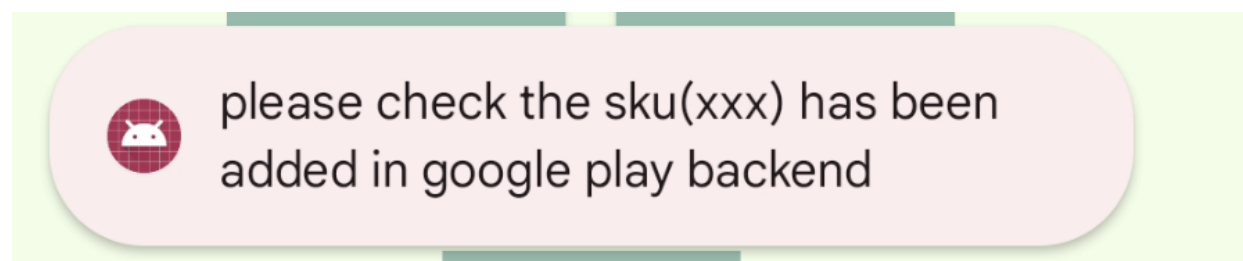 please check the sku(xxx) has been
added in google play backend